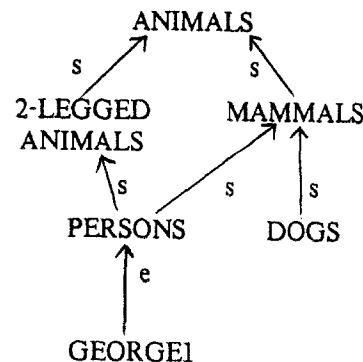 ANIMALS
s s
2-LEGGED MAMMALS
ANIMALS
s s s
PERSONS DOGS
e
GEORGE1